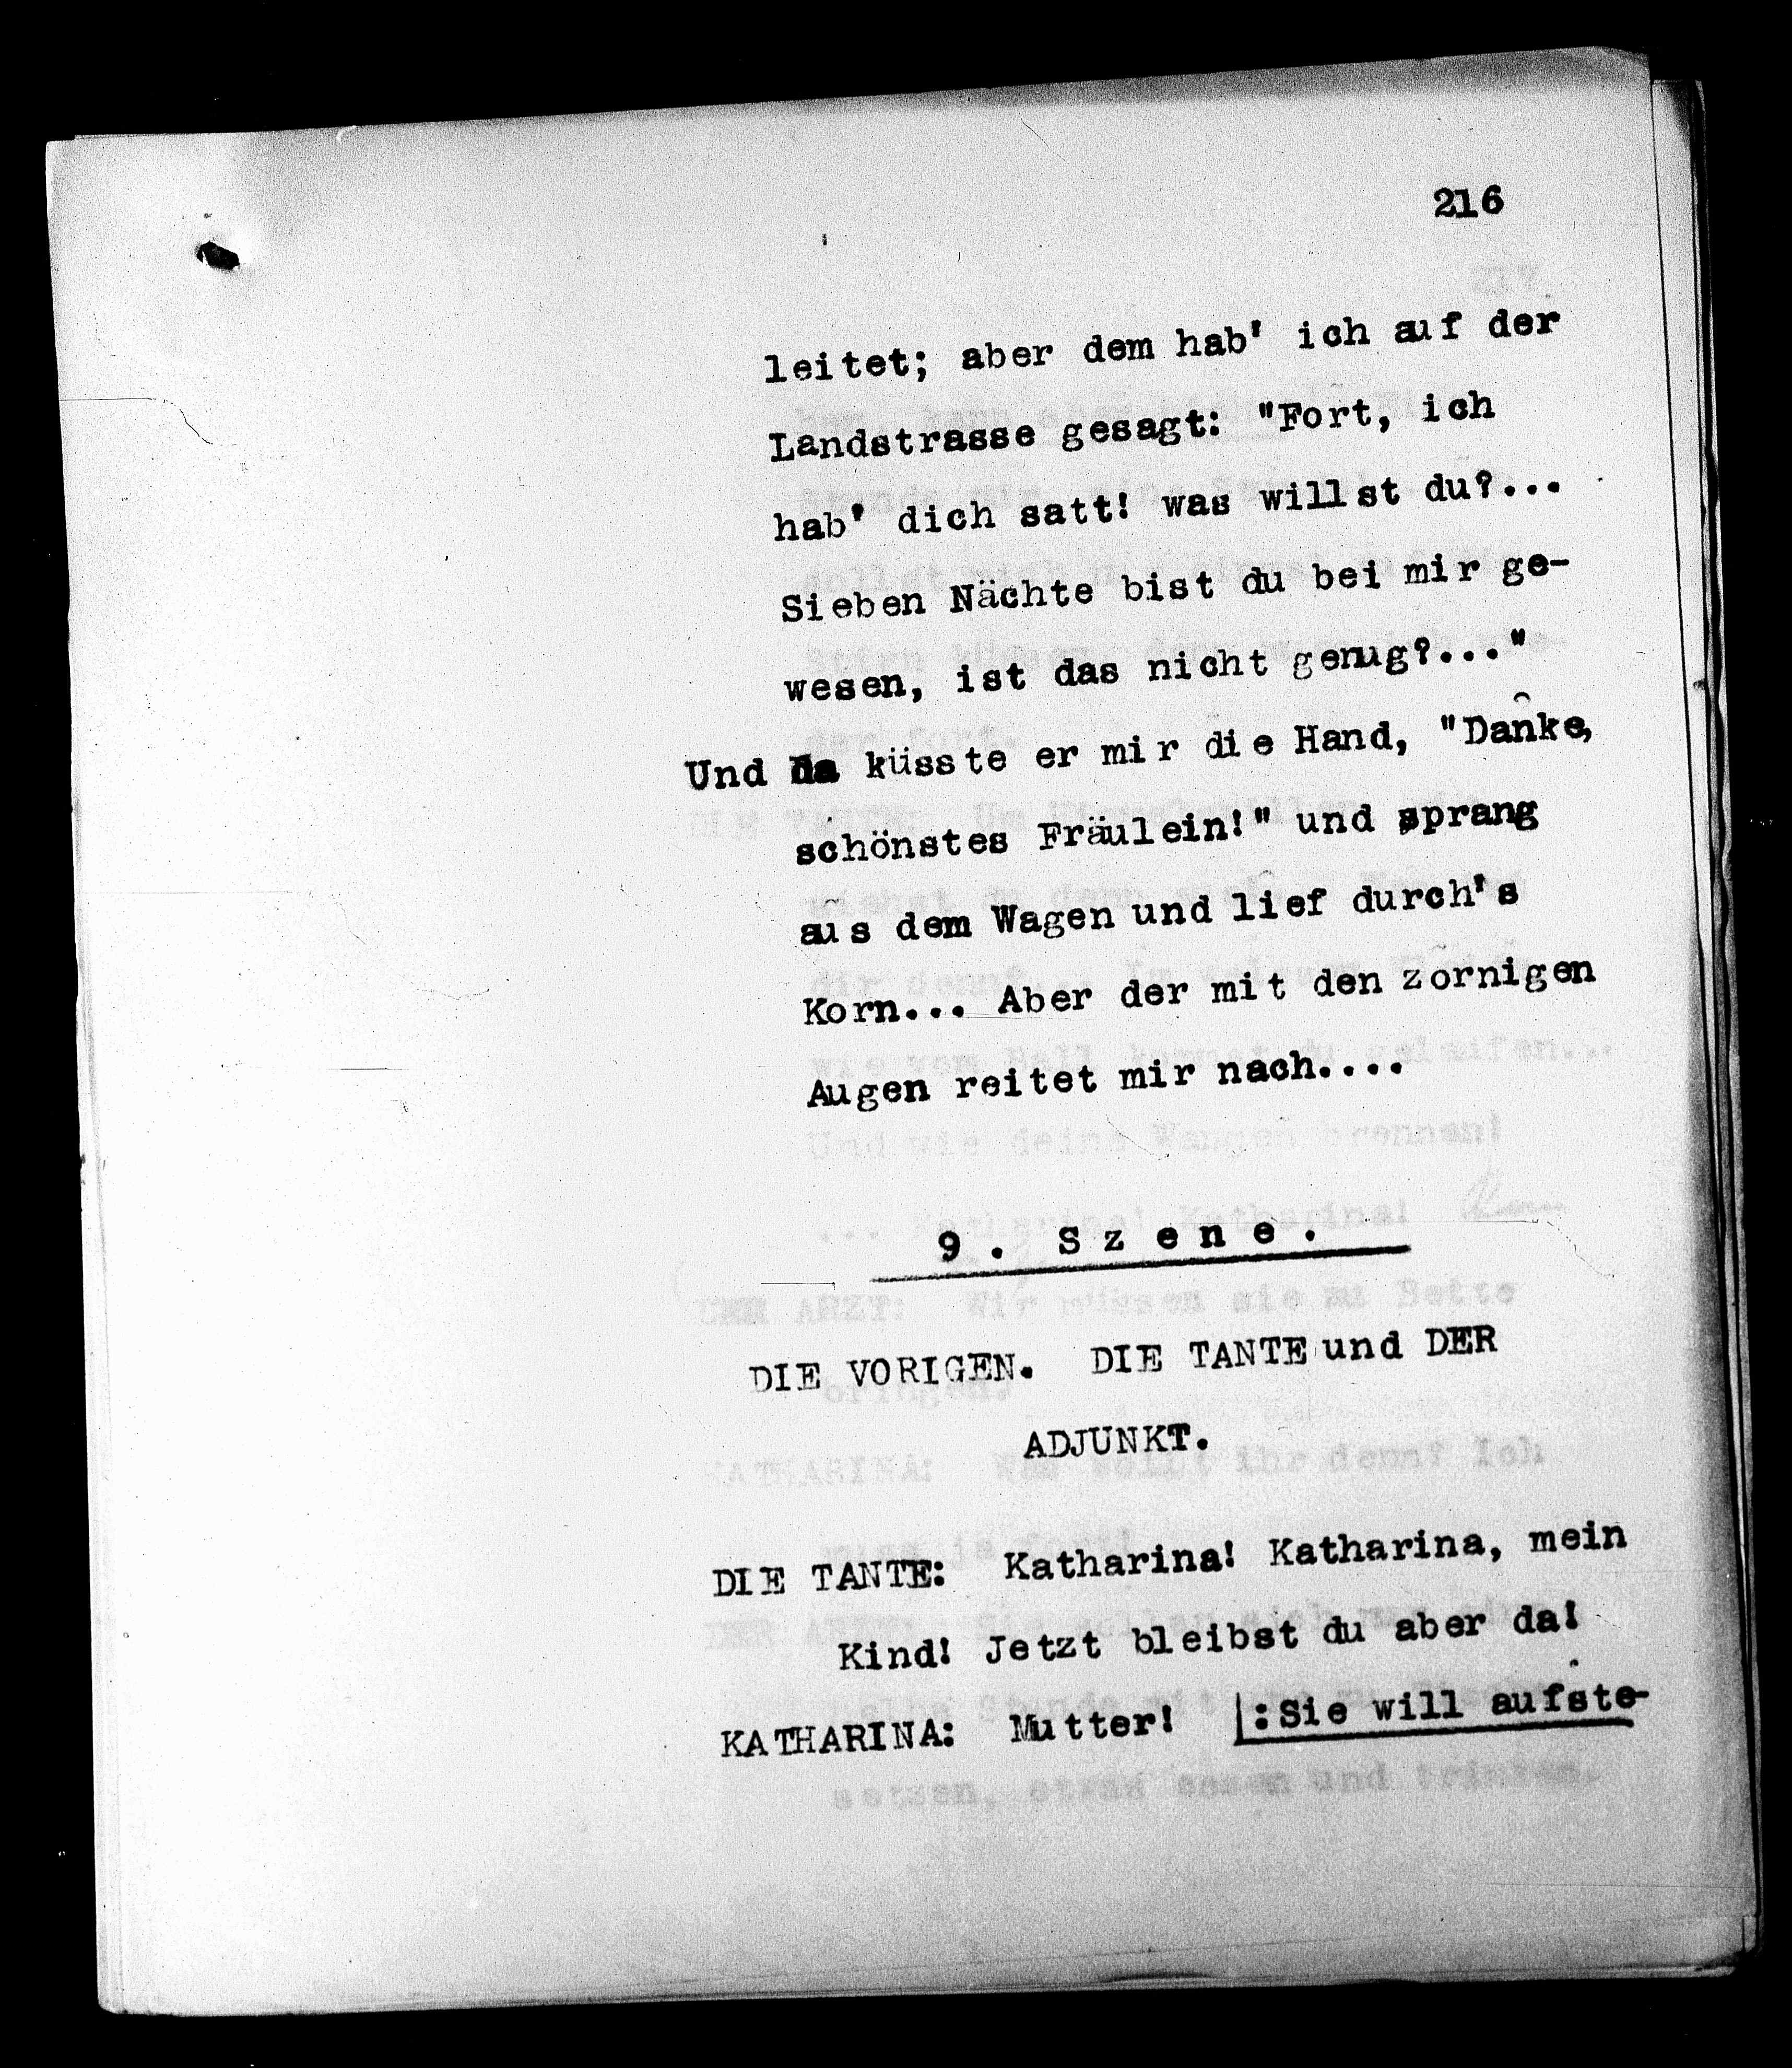 216
leitet; aber dem hab' ich auf der
Landstrasse gesagt: "Fort, ich
hab' dich satt! was willst du?...
Sieben Nächte bist du bei mir ge-
wesen, ist das nicht genug?..."
Und da küsste er mir die Hand, "Danke,
schönstes Fräulein!" und sprang
aus dem Wagen und lief durch's
Korn... Aber der mit den zornigen
Augen reitet mir nach....
9. Szene.
DIE VORIGEN. DIE TANTE und DER
ADJUNKT.
DIE TANTE: Katharina! Katharina, mein
Kind! Jetzt bleibst du aber da!
KATHARINA: Mutter! |:Sie will aufste-